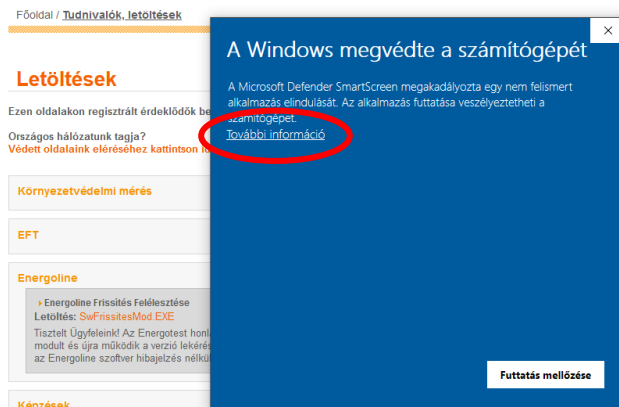 Főoldal / Tudnivalók, letöltések
Letöltések
Ezen oldalakon regisztrált érdeklődők be
Országos hálózatunk tagja?
Védett oldalaink eléréséhez kattintson
Környezetvédelmi mérés
EFT
Energoline
Energoline Frissítés Felélesztése
Letöltés: SwFrissitesMod.EXE
Tisztelt Ügyfeleink! Az Energotest honl
modult és újra működik a verzió lekérés
az Energoline szoftver hibajelzés nélkül
Képzések
A Windows megvédte a számítógépét
A Microsoft Defender SmartScreen megakadályozta egy nem felismert
alkalmazás elindulását. Az alkalmazás futtatása veszélyeztetheti a
számítógépet.
További információ
Futtatás mellőzése